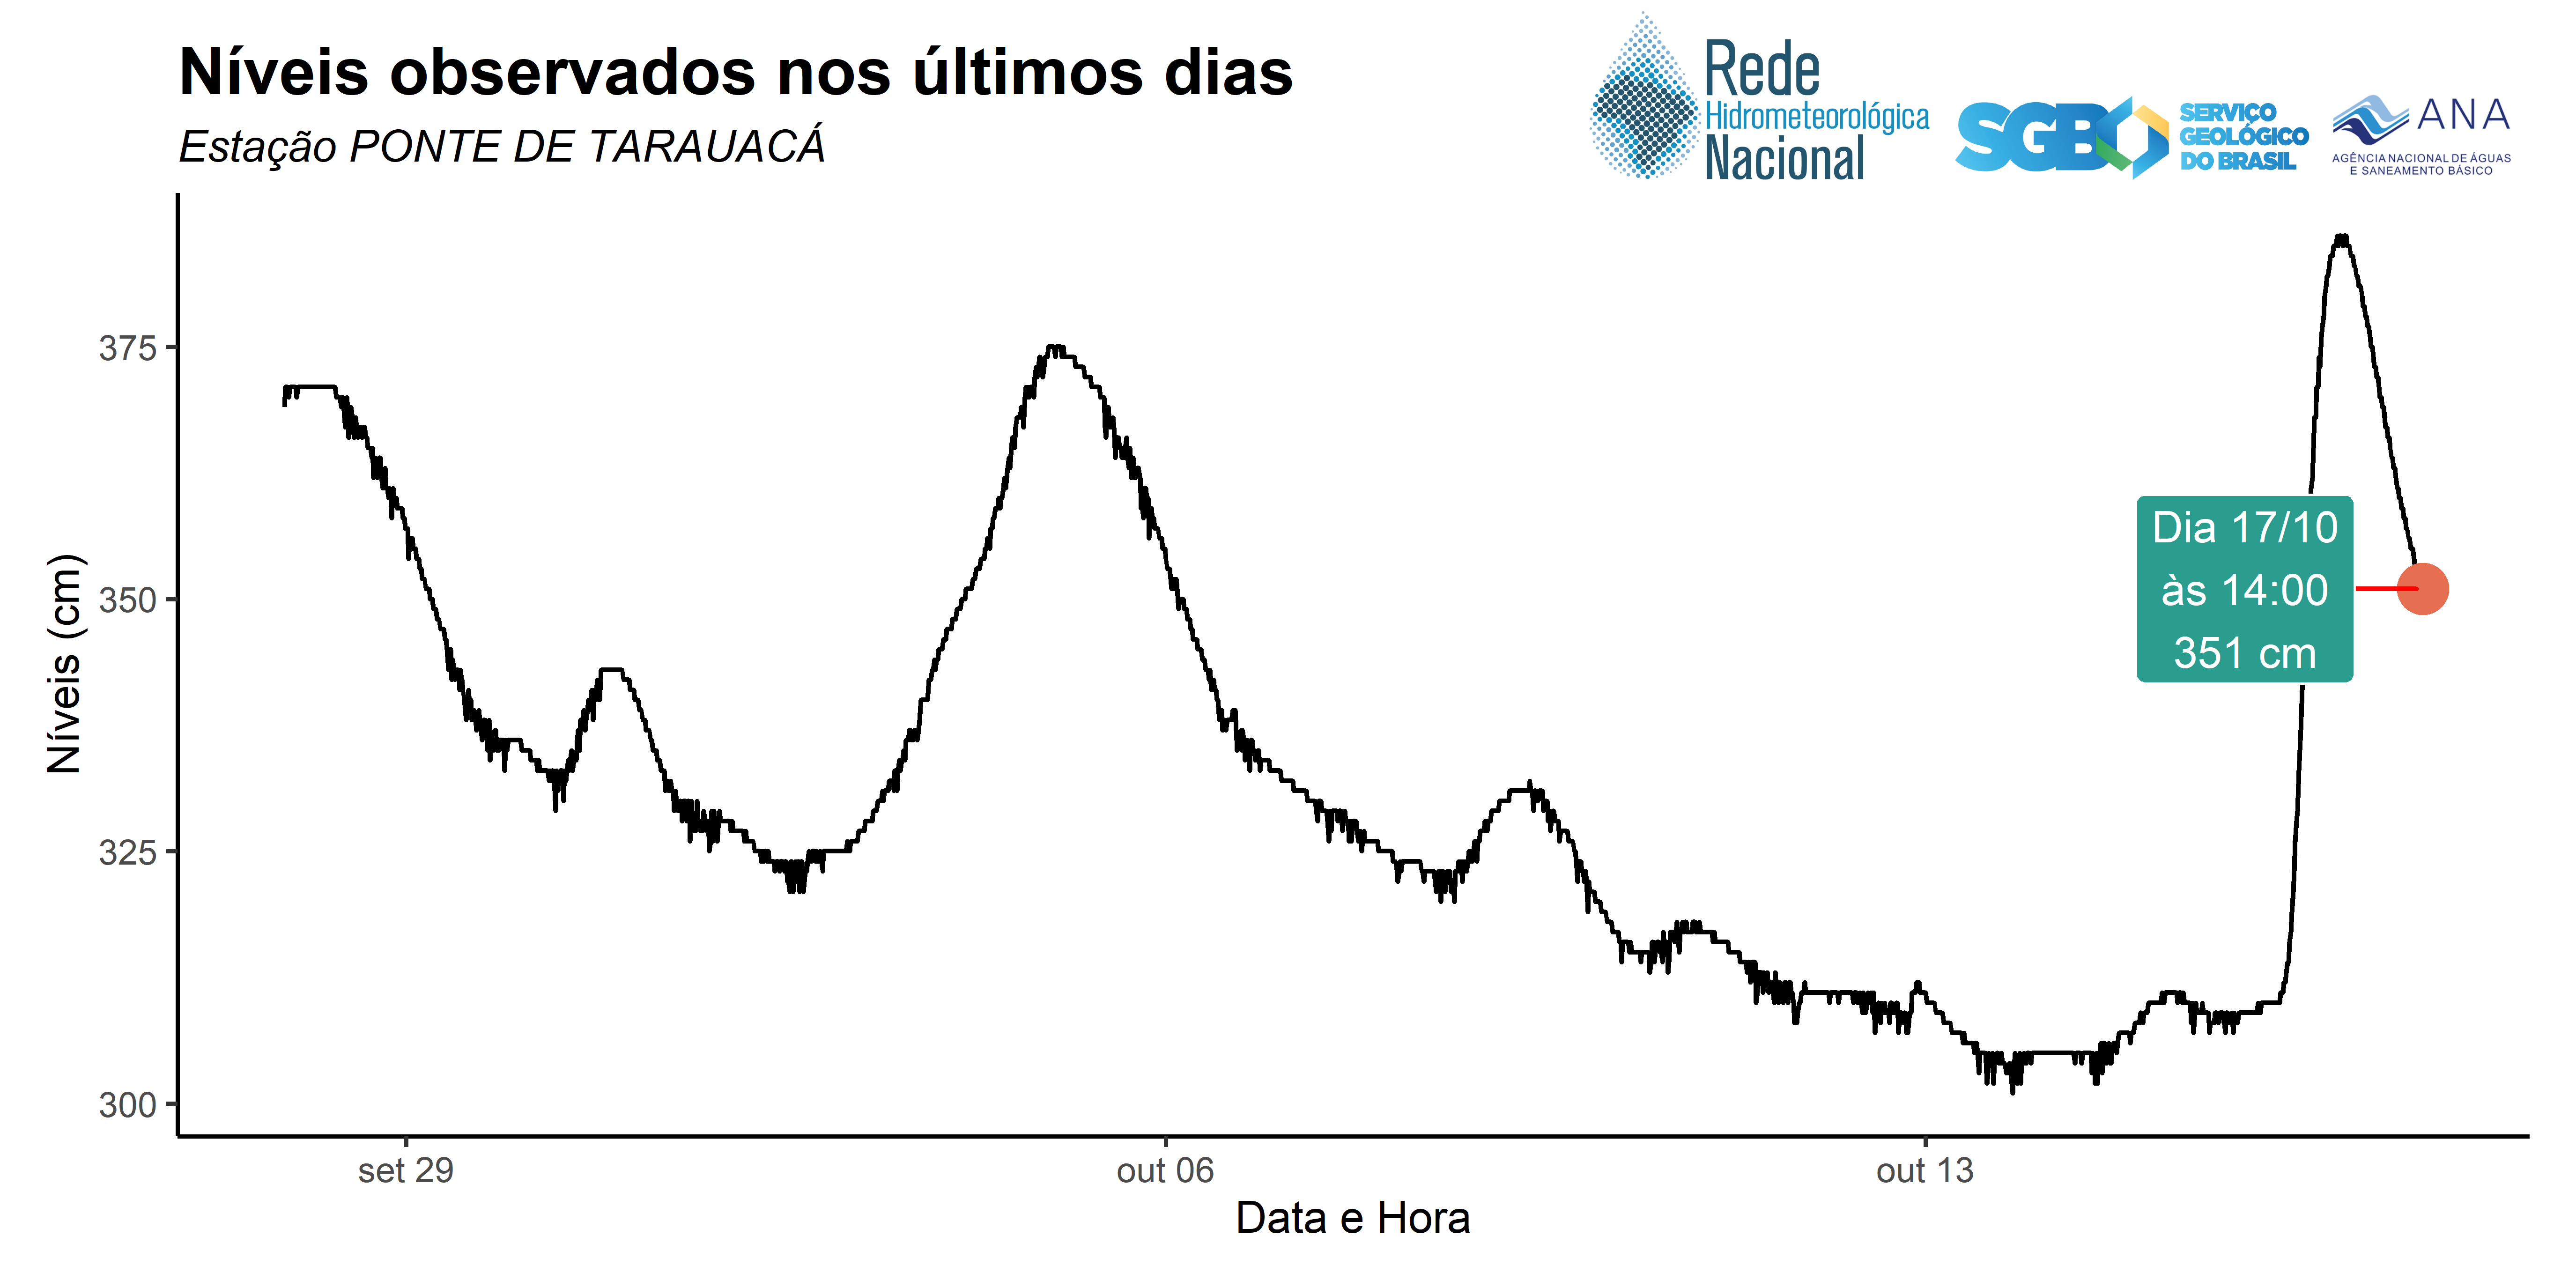 Níveis observados nos últimos dias
Estação PONTE DE TARAUACÁ
Rede
Hidrometeorológica
Nacional
SGB
SERVIÇO
GEOLÓGICO
DO BRASIL
ANA
AGÊNCIA NACIONAL DE ÁGUAS
E SANEAMENTO BÁSICO
Níveis (cm)
375
350
325
300
Dia 17/10
às 14:00
351 cm
set 29
out 06
out 13
Data e Hora